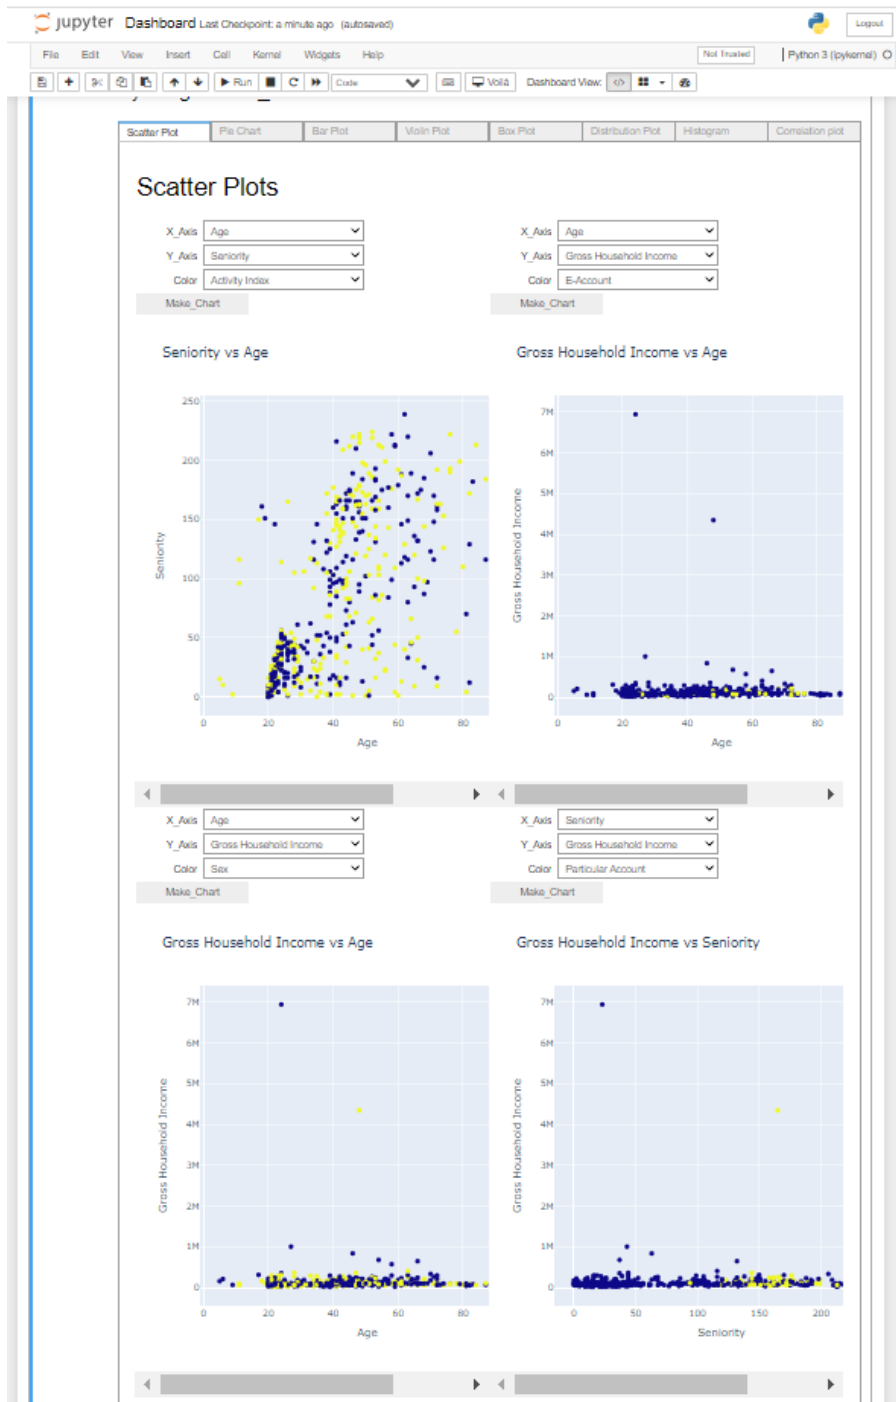 jupyter Dashboard Last Checkpoint: a minute ago (autosaved) Logout
File Edit View Insert Cell Kernel Widgets Help Not Trusted Python 3 (ipykernel)
Run Code Voilà Dashboard View:
Scatter Plot Pie Chart Bar Plot Violin Plot Box Plot Distribution Plot Histogram Correlation plot
Scatter Plots
X_Axis Age
Y_Axis Seniority
Color Activity Index
Make_Chart
X_Axis Age
Y_Axis Gross Household Income
Color E-Account
Make_Chart
Seniority vs Age
250
200
150
100
50
0
Seniority
0 20 40 60 80
Age
Gross Household Income vs Age
7M
6M
5M
4M
3M
2M
1M
0
Gross Household Income
0 20 40 60 80
Age
X_Axis Age
Y_Axis Gross Household Income
Color Sex
Make_Chart
X_Axis Seniority
Y_Axis Gross Household Income
Color Particular Account
Make_Chart
Gross Household Income vs Age
7M
6M
5M
4M
3M
2M
1M
0
Gross Household Income
0 20 40 60 80
Age
Gross Household Income vs Seniority
7M
6M
5M
4M
3M
2M
1M
0
Gross Household Income
0 50 100 150 200
Seniority